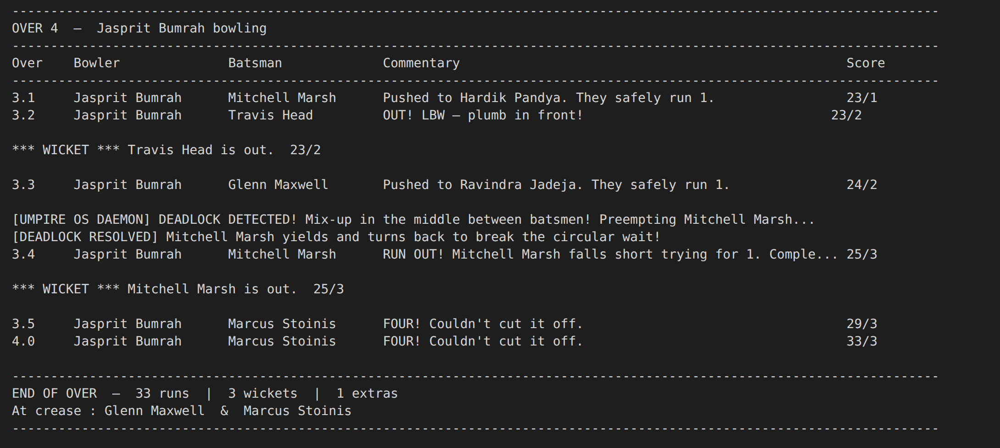 ------------------------------------------------------------------------------------------------------------------------
OVER 4  —  Jasprit Bumrah bowling
------------------------------------------------------------------------------------------------------------------------
Over    Bowler              Batsman             Commentary                                                  Score
------------------------------------------------------------------------------------------------------------------------
3.1     Jasprit Bumrah      Mitchell Marsh      Pushed to Hardik Pandya. They safely run 1.                 23/1
3.2     Jasprit Bumrah      Travis Head         OUT! LBW — plumb in front!                                23/2
*** WICKET *** Travis Head is out.  23/2
3.3     Jasprit Bumrah      Glenn Maxwell       Pushed to Ravindra Jadeja. They safely run 1.               24/2
[UMPIRE OS DAEMON] DEADLOCK DETECTED! Mix-up in the middle between batsmen! Preempting Mitchell Marsh...
[DEADLOCK RESOLVED] Mitchell Marsh yields and turns back to break the circular wait!
3.4     Jasprit Bumrah      Mitchell Marsh      RUN OUT! Mitchell Marsh falls short trying for 1. Comple... 25/3
*** WICKET *** Mitchell Marsh is out.  25/3
3.5     Jasprit Bumrah      Marcus Stoinis      FOUR! Couldn't cut it off.                                  29/3
4.0     Jasprit Bumrah      Marcus Stoinis      FOUR! Couldn't cut it off.                                  33/3
------------------------------------------------------------------------------------------------------------------------
END OF OVER  —  33 runs  |  3 wickets  |  1 extras
At crease : Glenn Maxwell  &  Marcus Stoinis
------------------------------------------------------------------------------------------------------------------------